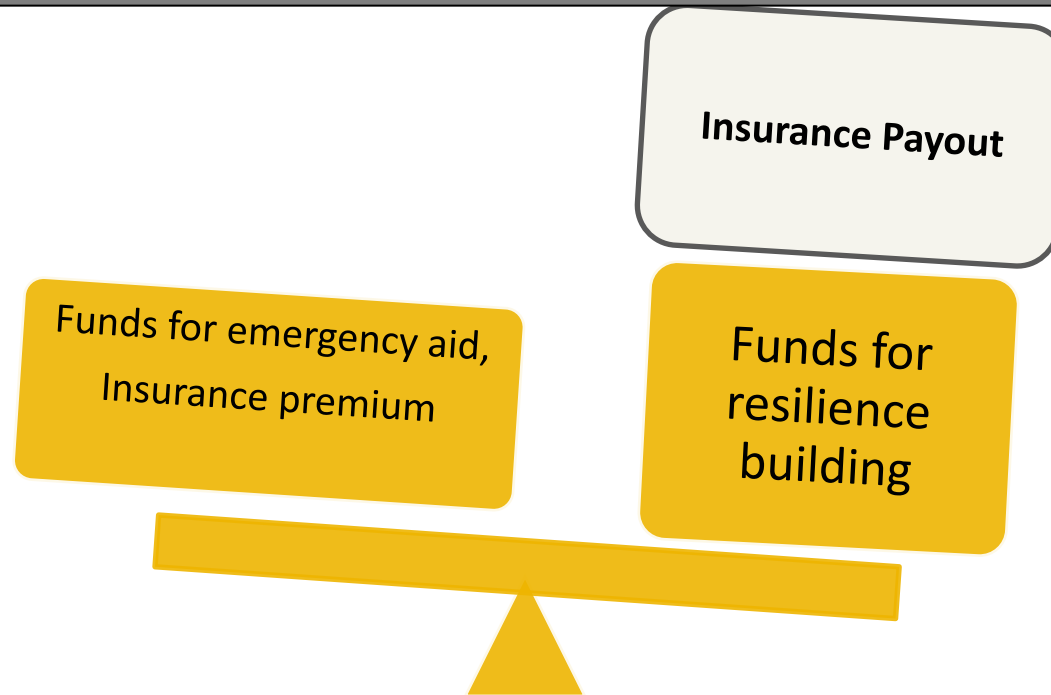 Insurance Payout
Funds for emergency aid,
Insurance premium
Funds for
resilience
building